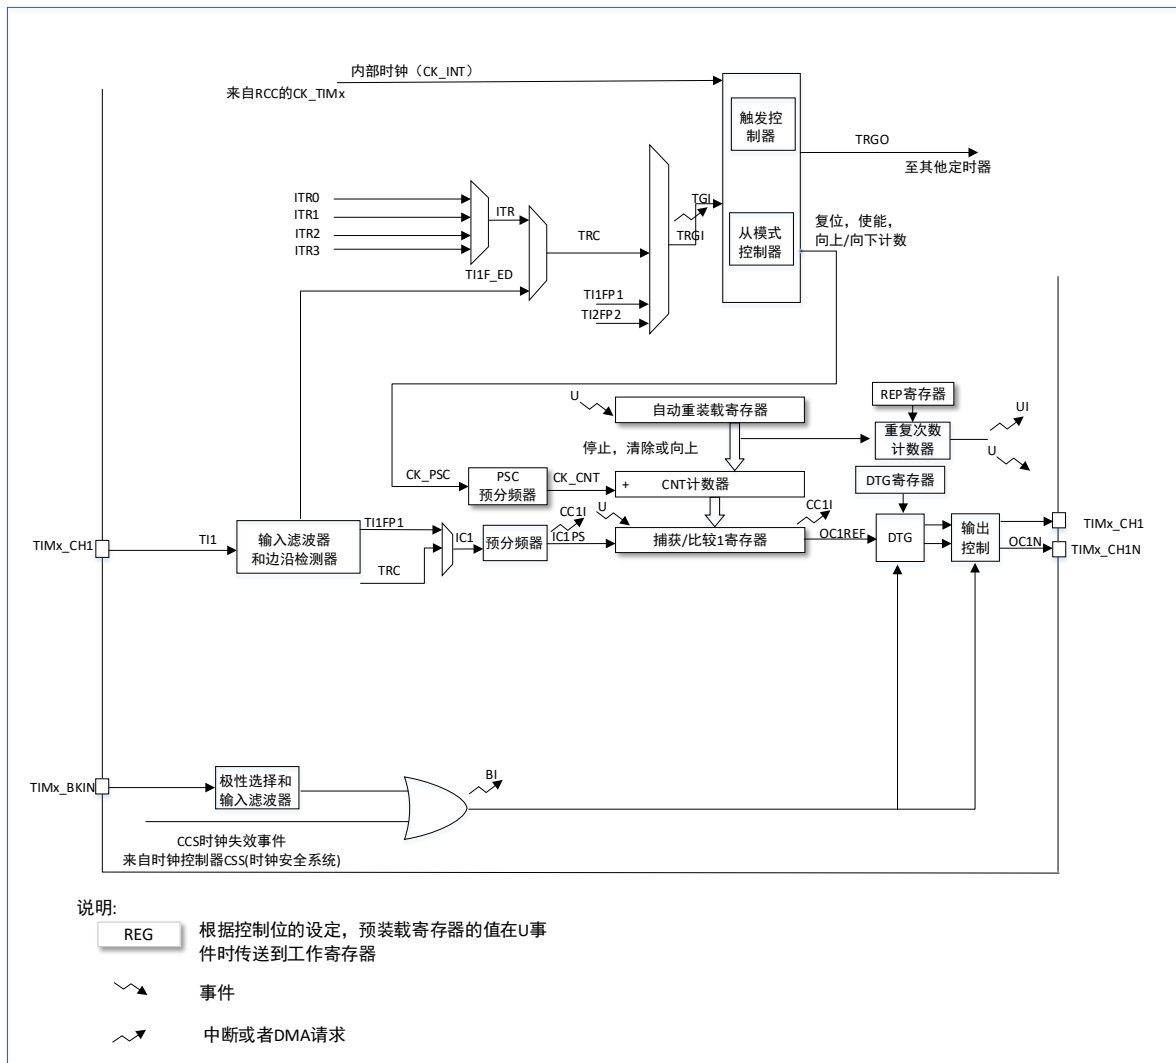 内部时钟（CK_INT）
来自RCC的CK_TIMx
触发控
制器
TRGO
至其他定时器
ITR0
ITR1
ITR2
ITR3
ITR
TI1F_ED
TRC
TI1FP1
TI2FP2
TGI
TRGI
从模式
控制器
复位，使能，
向上/向下计数
U
自动重装载寄存器
REP寄存器
重复次数
计数器
UI
U
停止，清除或向上
CK_PSC
PSC
预分频器
CK_CNT
+
CNT计数器
DTG寄存器
TIMx_CH1
TI1
输入滤波器
和边沿检测器
TI1FP1
TRC
IC1
预分频器
CC1I
IC1PS
U
捕获/比较1寄存器
CC1I
OC1REF
DTG
输出
控制
OC1N
TIMx_CH1
TIMx_CH1N
TIMx_BKIN
极性选择和
输入滤波器
BI
CCS时钟失效事件
来自时钟控制器CSS(时钟安全系统)
说明:
REG
根据控制位的设定，预装载寄存器的值在U事
件时传送到工作寄存器
事件
中断或者DMA请求